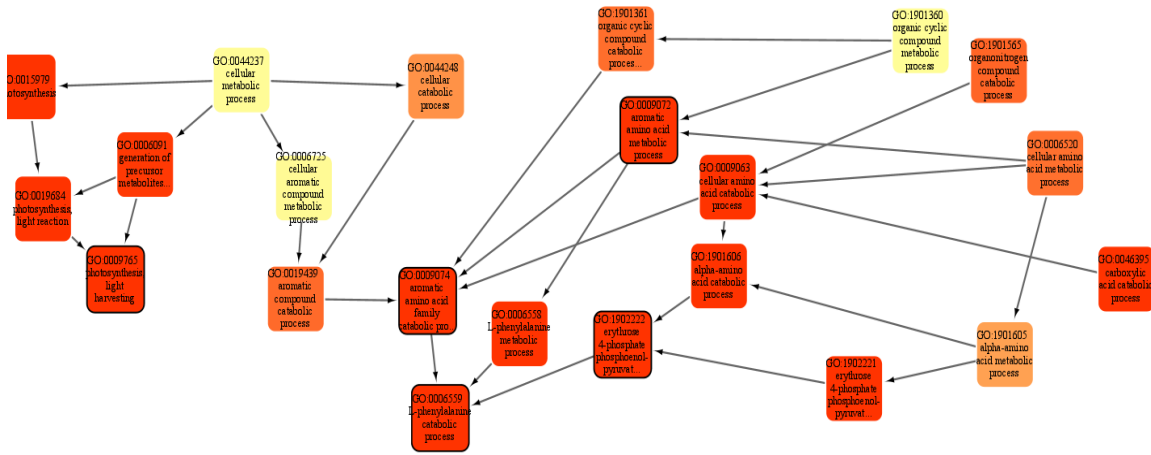 GO:1901361
organic cyclic
compound
catabolic
proces...
GO:1901360
organic cyclic
compound
metabolic
process
GO:1901565
organonitrogen
compound
catabolic
process
GO:0044237
cellular
metabolic
process
GO:0044248
cellular
catabolic
process
O:0015979
otosynthesis
GO:0009072
aromatic
amino acid
metabolic
process
GO:0006091
generation of
precursor
metabolites...
GO:0006520
cellular amino
acid metabolic
process
GO:0006725
cellular
aromatic
compound
metabolic
process
GO:0009063
cellular amino
acid catabolic
process
GO:0019684
photosynthesis,
light reaction
GO:0009765
photosynthesis,
light
harvesting
GO:0019439
aromatic
compound
catabolic
process
GO:0009074
aromatic
amino acid
family
catabolic pro...
GO:1901606
alpha-amino
acid catabolic
process
GO:0046395
carboxylic
acid catabolic
process
GO:0006558
L-phenylalanine
metabolic
process
GO:1902222
erythrose
4-phosphate
phosphoenol-
pyruvat...
GO:1901605
alpha-amino
acid metabolic
process
GO:1902221
erythrose
4-phosphate
phosphoenol-
pyruvat...
GO:0006559
L-phenylalanine
catabolic
process